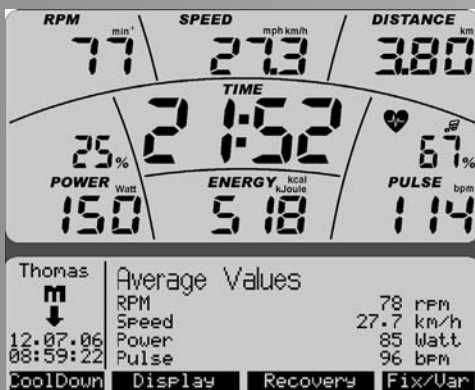 RPM SPEED DISTANCE
min' mph km/h km
77 27.3 3.80
TIME
21:52
25% 67%
POWER Watt ENERGY kcal kJoule PULSE bpm
150 518 114
Thomas
m
12.07.06
08:59:22
Average Values
RPM 78 rpm
Speed 27.7 km/h
Power 85 Watt
Pulse 96 bpm
CoolDown Display Recovery Fix/Var